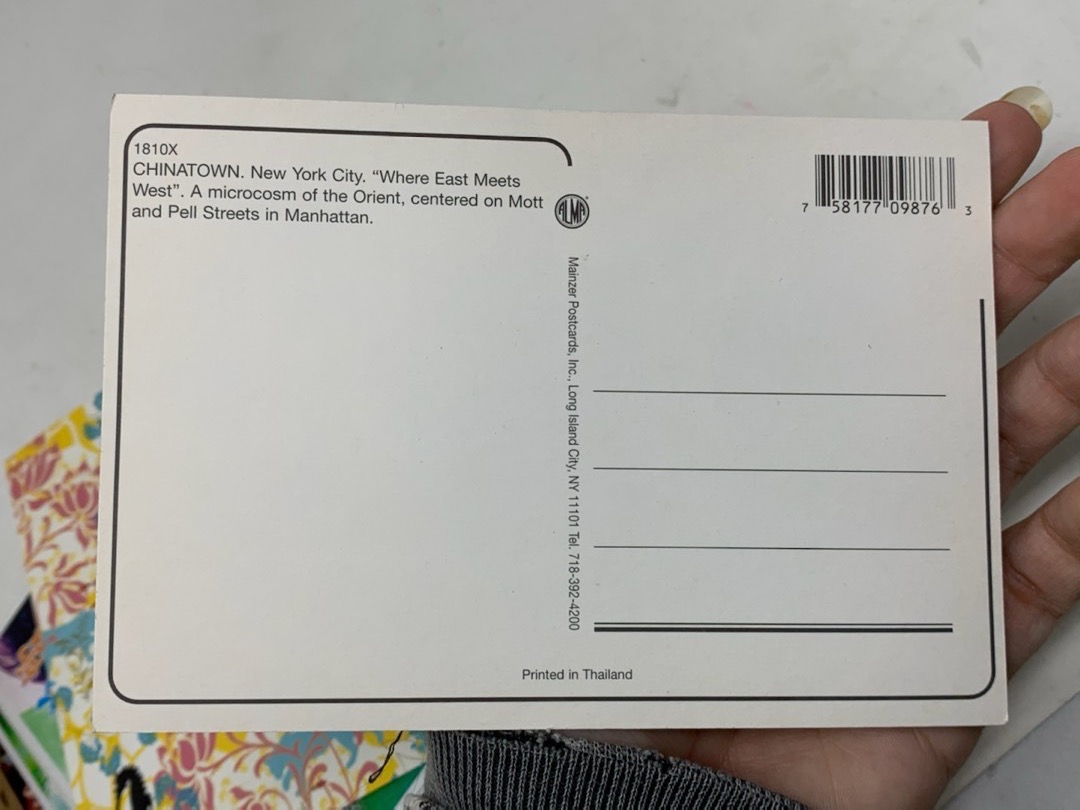 1810X
CHINATOWN. New York City. “Where East Meets
West”. A microcosm of the Orient, centered on Mott
and Pell Streets in Manhattan.
ALMA
Mainzer Postcards, Inc., Long Island City, NY 11101 Tel. 718-392-4200
7 58177 09876 3
Printed in Thailand